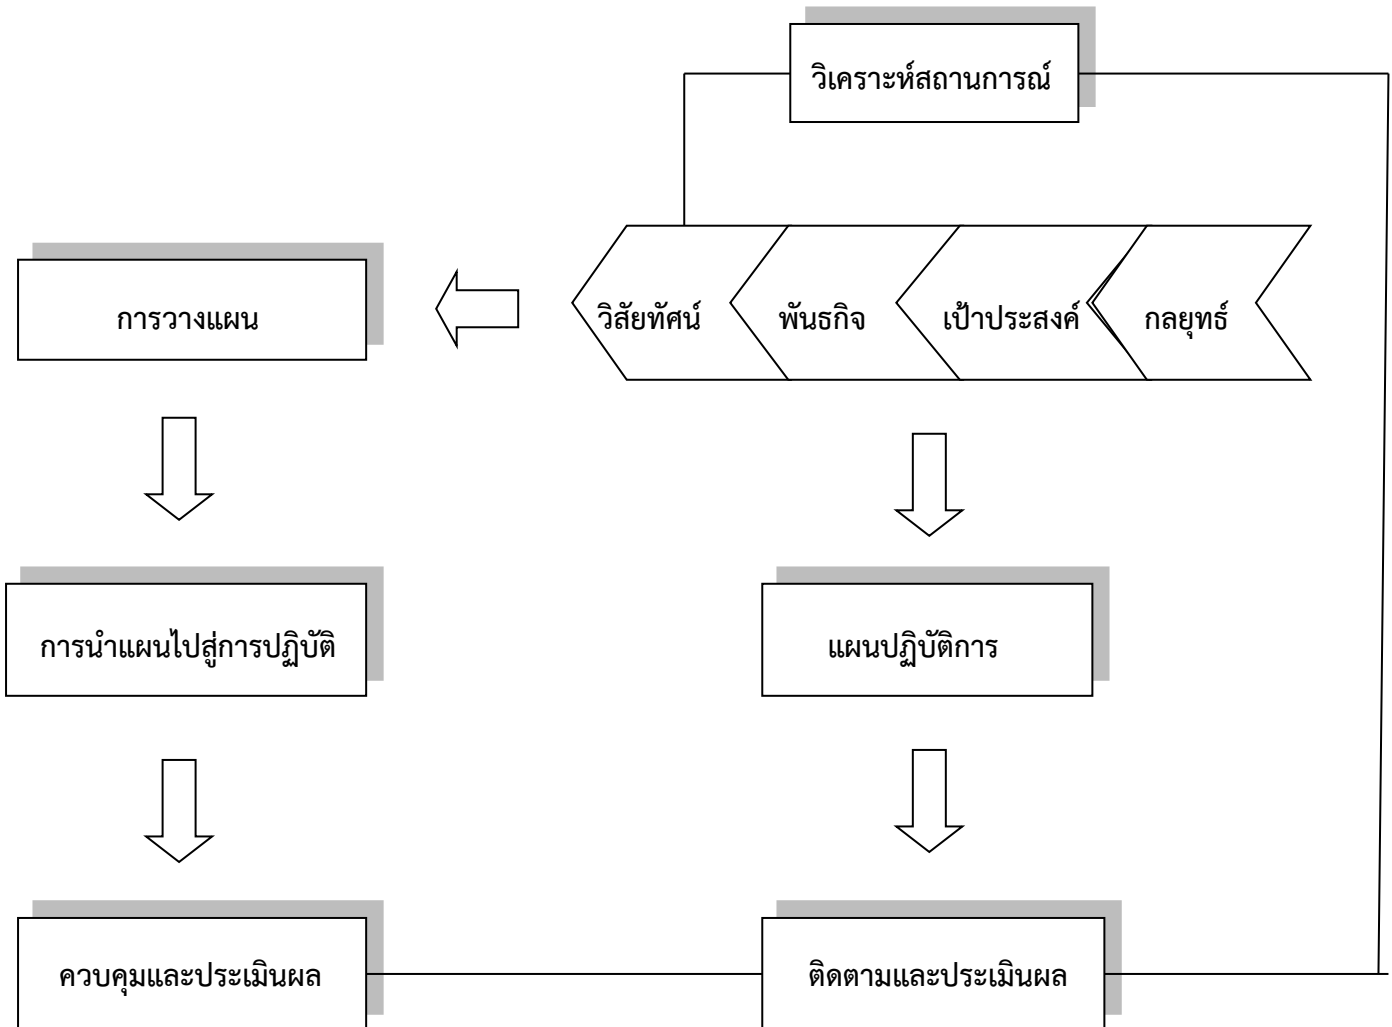 วิเคราะห์สถานการณ์
การวางแผน
วิสัยทัศน์
พันธกิจ
เป้าประสงค์
กลยุทธ์
การนำแผนไปสู่การปฏิบัติ
แผนปฏิบัติการ
ควบคุมและประเมินผล
ติดตามและประเมินผล